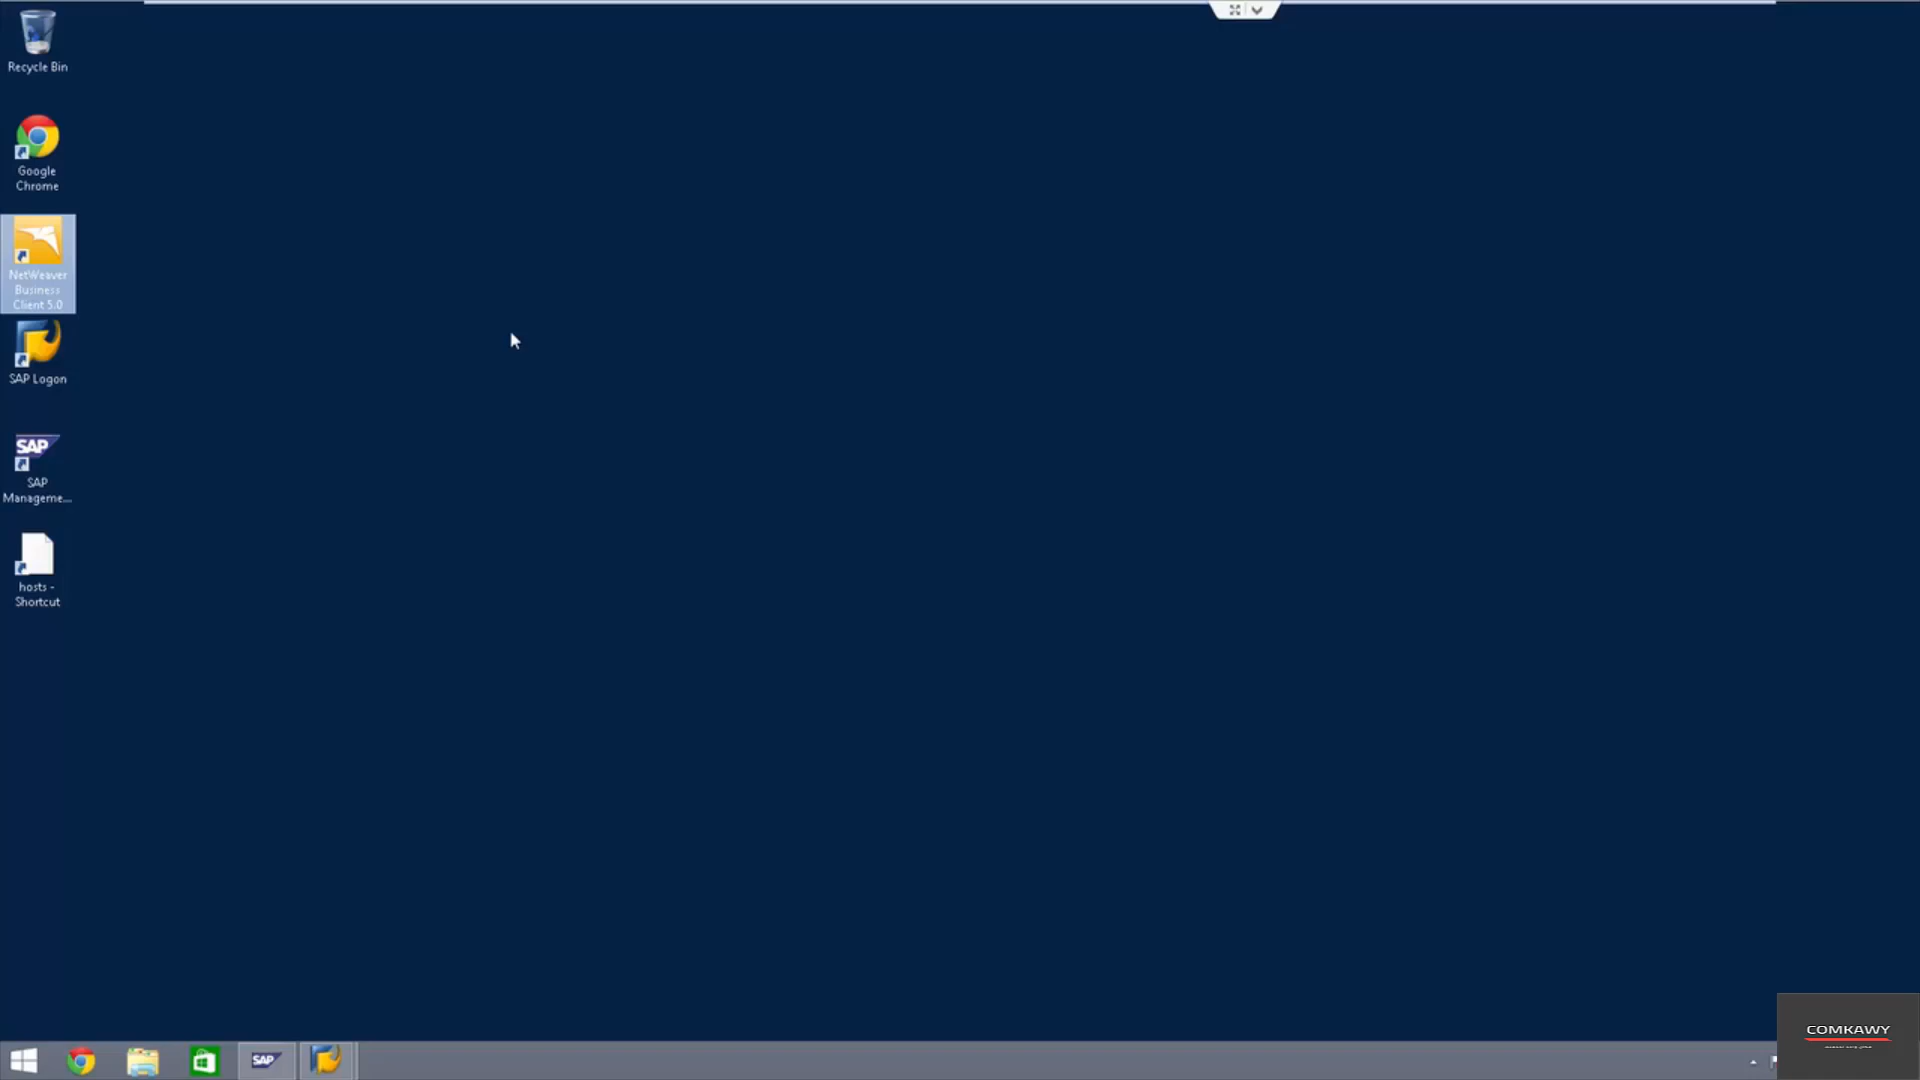 Recycle Bin
Google
Chrome
NetWeaver
Business
Client 5.0
SAP Logon
SAP
SAP
Manageme...
hosts -
Shortcut
SAP
COMKAWY